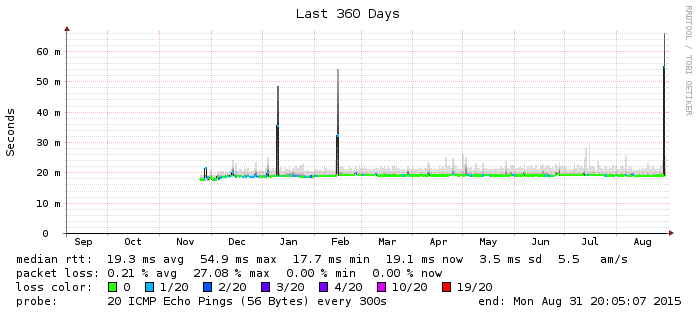 Last 360 Days
RRDTOOL / TOBI OETIKER
Seconds
60 m
50 m
40 m
30 m
20 m
10 m
0
Sep Oct Nov Dec Jan Feb Mar Apr May Jun Jul Aug
median rtt: 19.3 ms avg 54.9 ms max 17.7 ms min 19.1 ms now 3.5 ms sd 5.5 am/s
packet loss: 0.21 % avg 27.08 % max 0.00 % min 0.00 % now
loss color: 0 1/20 2/20 3/20 4/20 10/20 19/20
probe: 20 ICMP Echo Pings (56 Bytes) every 300s end: Mon Aug 31 20:05:07 2015